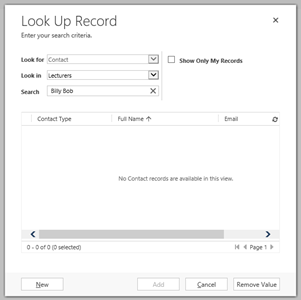 Look Up Record
Enter your search criteria.
Look for Contact Show Only My Records
Look in Lecturers
Search Billy Bob
Contact Type Full Name Email
No Contact records are available in this view.
0 - 0 of 0 (0 selected) Page 1
New Add Cancel Remove Value